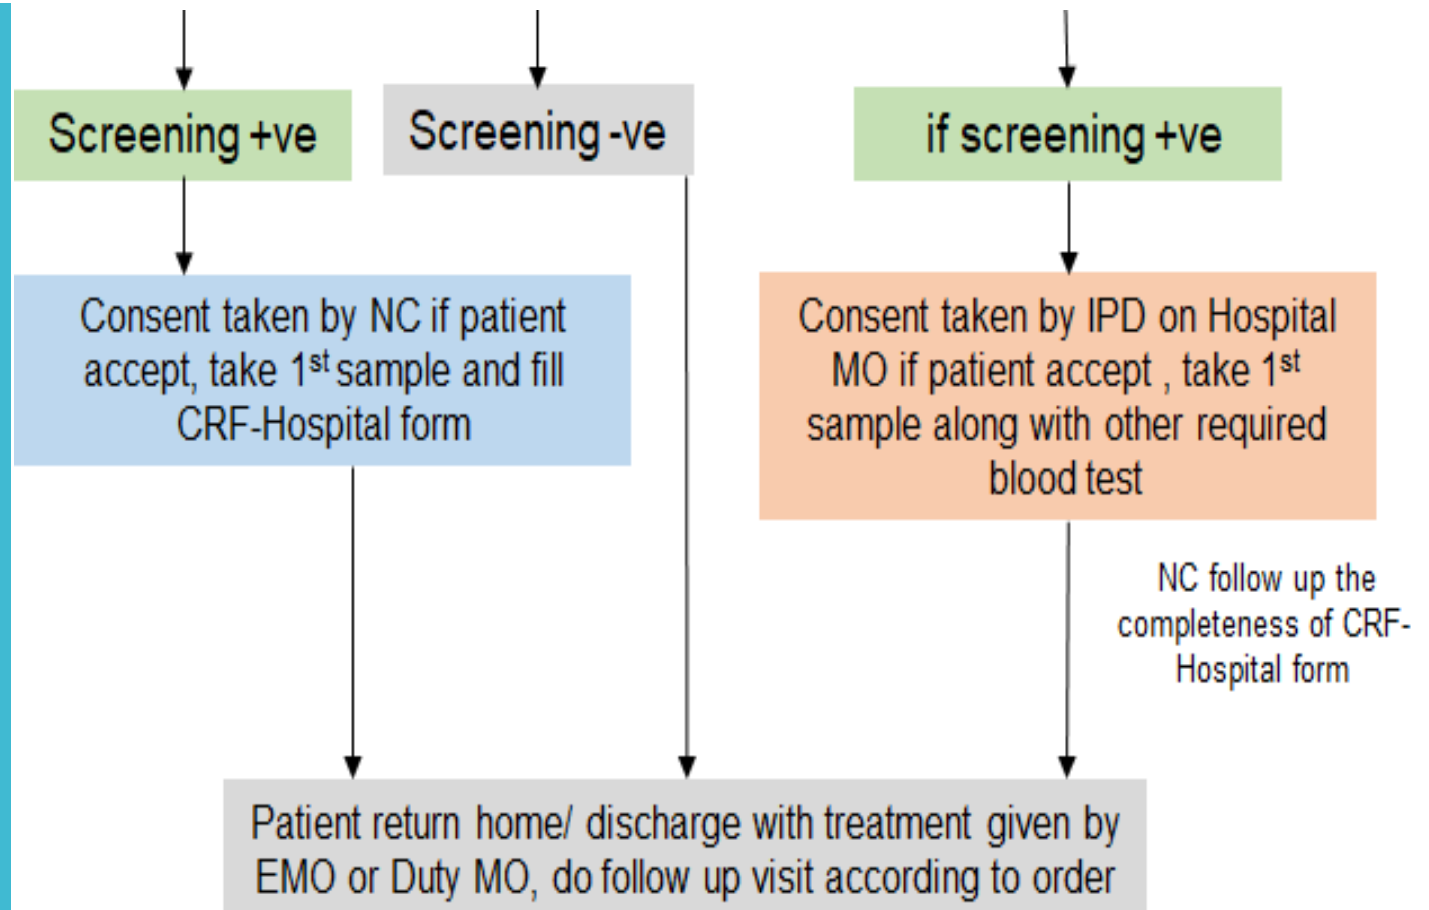 Screening +ve
Screening -ve
if screening +ve
Consent taken by NC if patient
accept, take 1st sample and fill
CRF-Hospital form
Consent taken by IPD on Hospital
MO if patient accept , take 1st
sample along with other required
blood test
NC follow up the
completeness of CRF-
Hospital form
Patient return home/ discharge with treatment given by
EMO or Duty MO, do follow up visit according to order